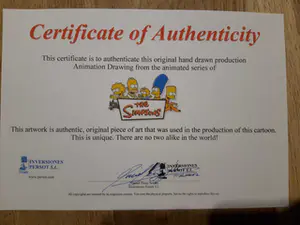 Certificate of Authenticity
This certificate is to authenticate this original hand drawn production
Animation Drawing from the animated series of
THE
SIMPSONS
This artwork is authentic, original piece of art that was used in the production of this cartoon.
This is unique. There are no two alike in the world!
INVERSIONES
PERSOT S.L.
INVERSIONES
PERSOT S.L.